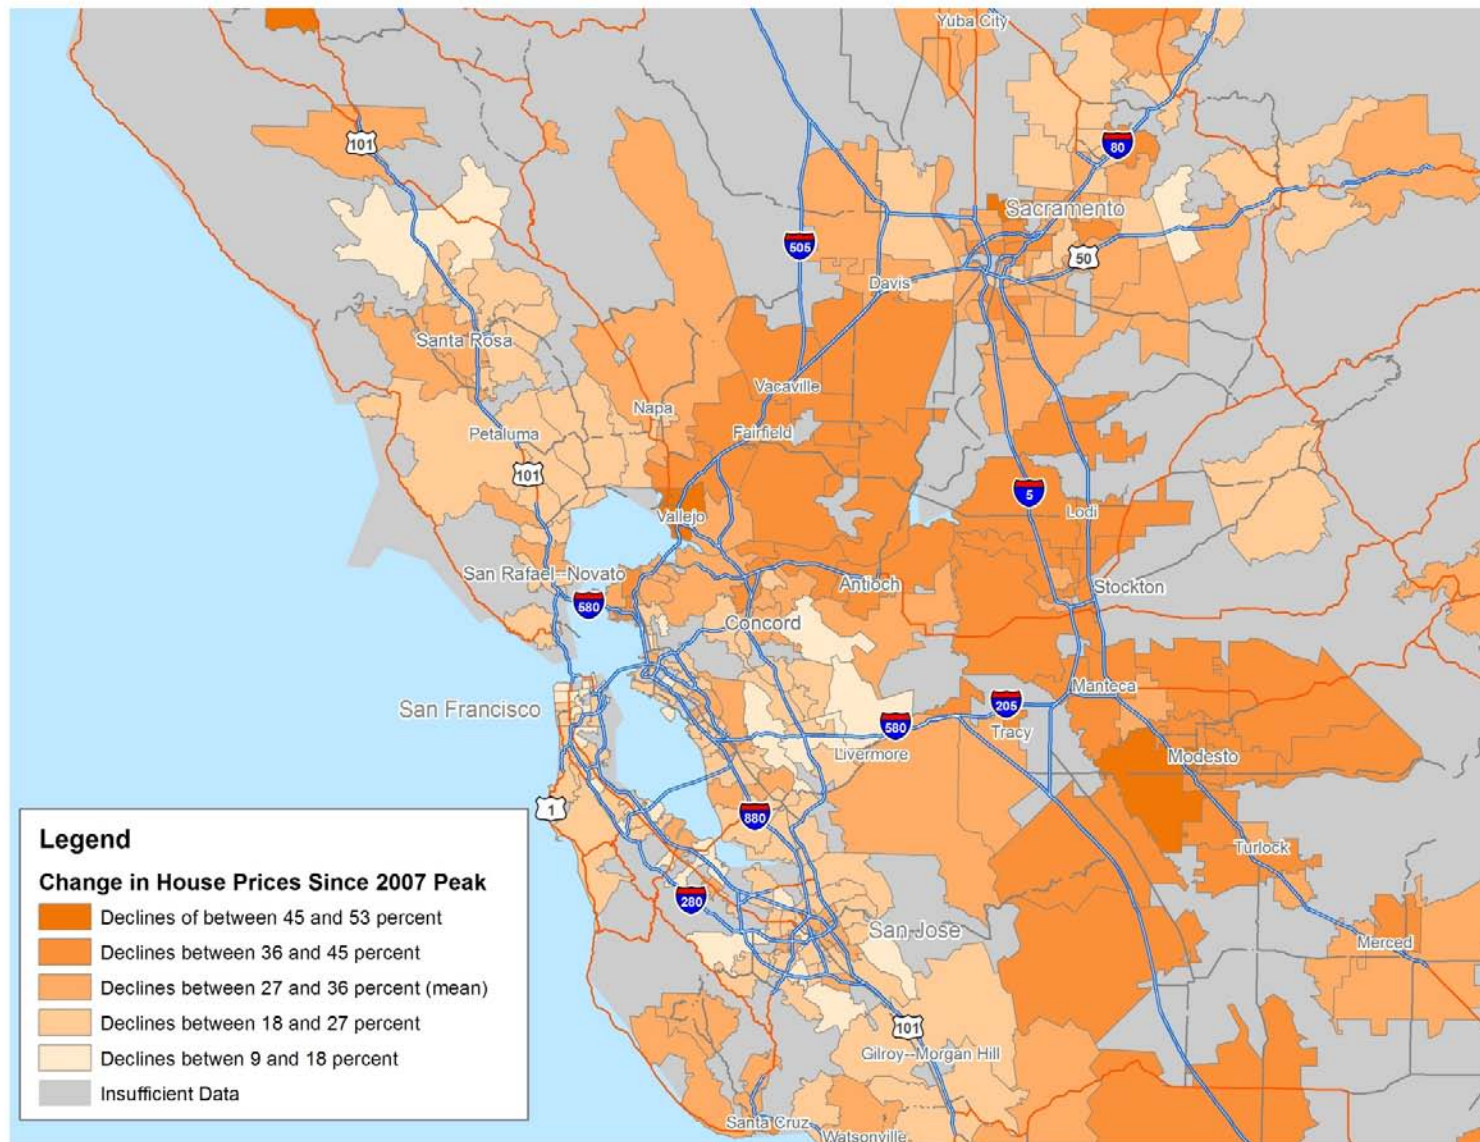 Yuba City
101
80
Sacramento
505
50
Davis
Santa Rosa
Vacaville
Napa
Fairfield
Petaluma
101
5
Lodi
Vallejo
San Rafael--Novato
Antioch
Stockton
580
Concord
Manteca
San Francisco
205
580
Tracy
Livermore
Modesto
1
880
Turlock
280
San Jose
Merced
101
Gilroy--Morgan Hill
Santa Cruz
Watsonville
Legend
Change in House Prices Since 2007 Peak
Declines of between 45 and 53 percent
Declines between 36 and 45 percent
Declines between 27 and 36 percent (mean)
Declines between 18 and 27 percent
Declines betwen 9 and 18 percent
Insufficient Data